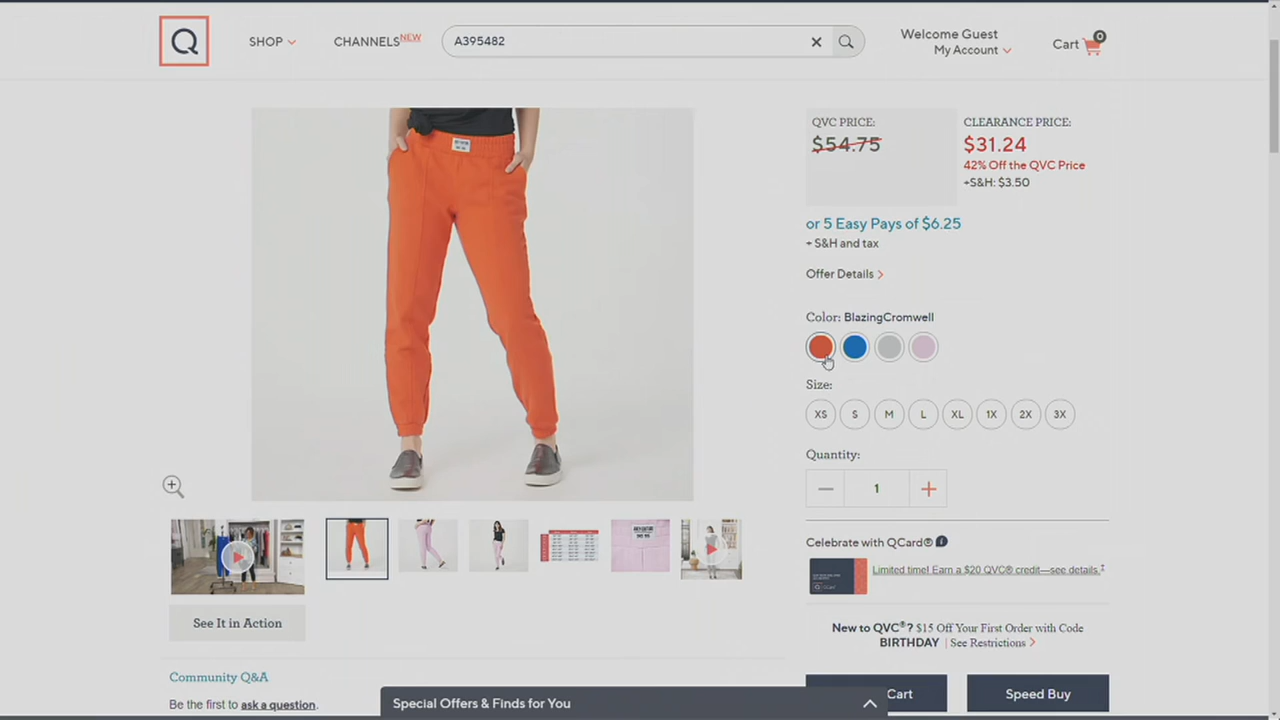 Q
SHOP
CHANNELS NEW
A395482
Welcome Guest
My Account
Cart
0
QVC PRICE:
$54.75
CLEARANCE PRICE:
$31.24
42% Off the QVC Price
+S&H: $3.50
or 5 Easy Pays of $6.25
+ S&H and tax
Offer Details
Color: BlazingCromwell
Size:
XS S M L XL 1X 2X 3X
Quantity:
1
Celebrate with QCard®
Limited time! Earn a $20 QVC® credit—see details.‡
New to QVC®? $15 Off Your First Order with Code
BIRTHDAY | See Restrictions
Cart
Speed Buy
See It in Action
Community Q&A
Be the first to ask a question.
Special Offers & Finds for You